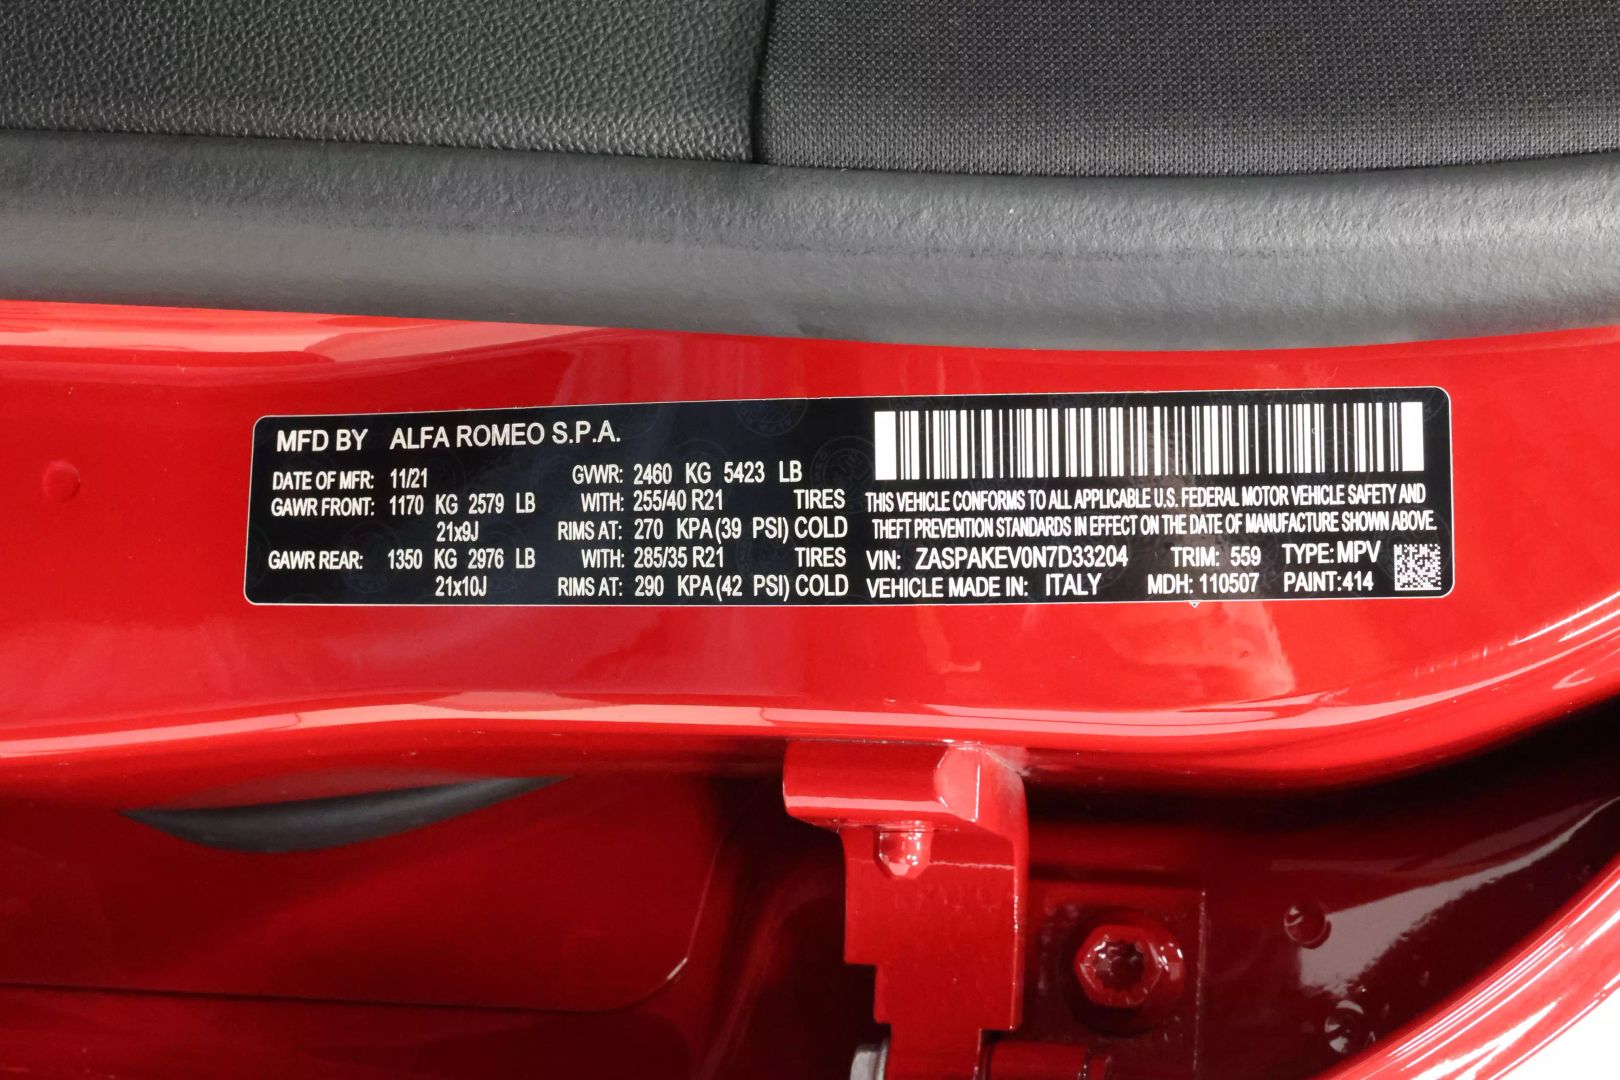 MFD BY ALFA ROMEO S.P.A.
DATE OF MFR: 11/21 GVWR: 2460 KG 5423 LB
GAWR FRONT: 1170 KG 2579 LB WITH: 255/40 R21 TIRES
21x9J RIMS AT: 270 KPA (39 PSI) COLD
GAWR REAR: 1350 KG 2976 LB WITH: 285/35 R21 TIRES
21x10J RIMS AT: 290 KPA (42 PSI) COLD
THIS VEHICLE CONFORMS TO ALL APPLICABLE U.S. FEDERAL MOTOR VEHICLE SAFETY AND
THEFT PREVENTION STANDARDS IN EFFECT ON THE DATE OF MANUFACTURE SHOWN ABOVE.
VIN: ZASPAKEV0N7D33204 TRIM: 559 TYPE: MPV
VEHICLE MADE IN: ITALY MDH: 110507 PAINT:414